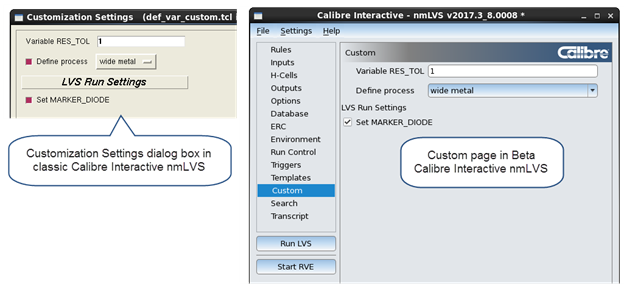 Customization Settings (def_var_custom.tcl
Variable RES_TOL 1
Define process wide metal
LVS Run Settings
Set MARKER_DIODE
Customization Settings dialog box in
classic Calibre Interactive nmLVS
Calibre Interactive - nmLVS v2017.3_8.0008 *
File Settings Help
Rules
Inputs
H-Cells
Outputs
Options
Database
ERC
Environment
Run Control
Triggers
Templates
Custom
Search
Transcript
Run LVS
Start RVE
Custom
Calibre
Variable RES_TOL 1
Define process wide metal
LVS Run Settings
Set MARKER_DIODE
Custom page in Beta
Calibre Interactive nmLVS